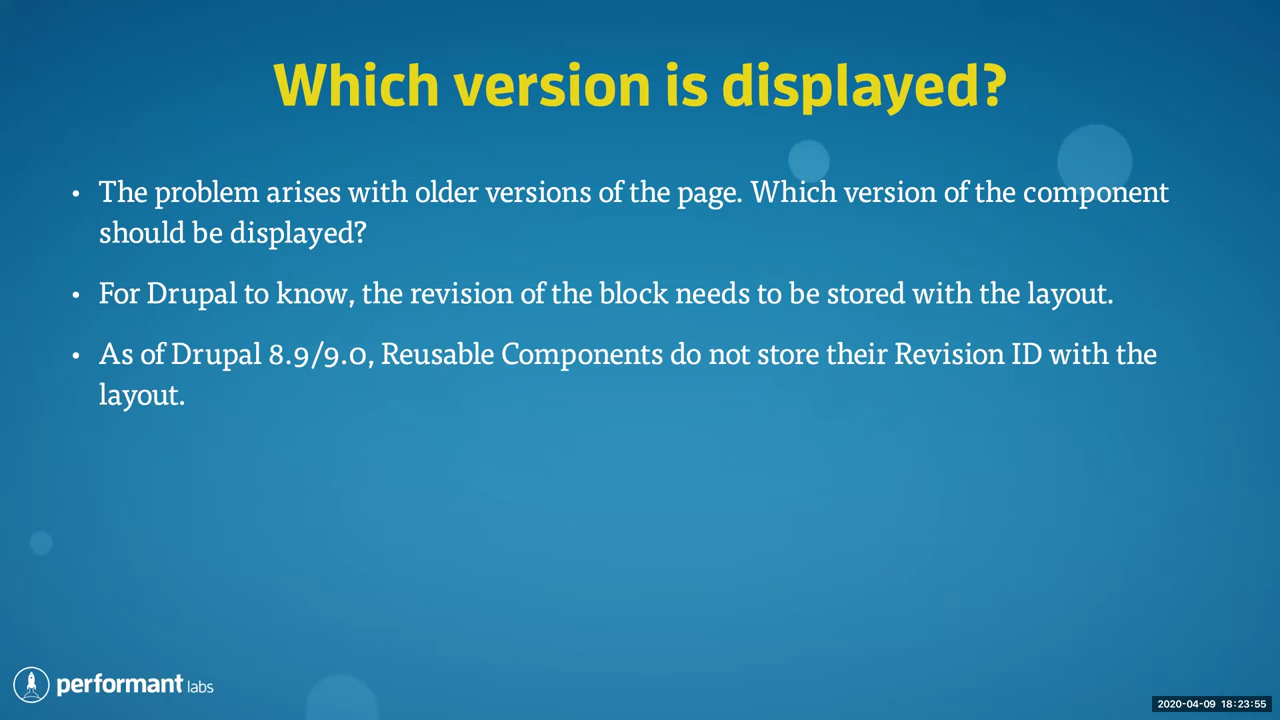 Which version is displayed?
• The problem arises with older versions of the page. Which version of the component
should be displayed?
• For Drupal to know, the revision of the block needs to be stored with the layout.
• As of Drupal 8.9/9.0, Reusable Components do not store their Revision ID with the
layout.
performant labs
2020-04-09 18:23:55